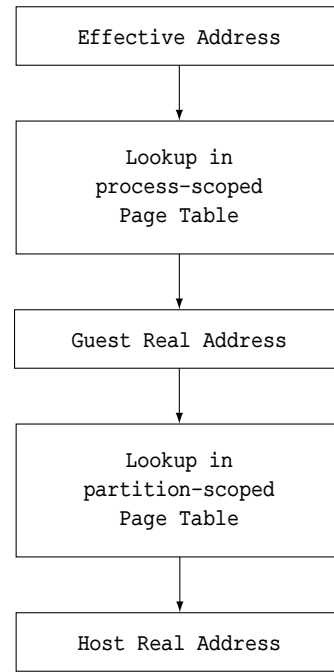 Effective Address
Lookup in
process-scoped
Page Table
Guest Real Address
Lookup in
partition-scoped
Page Table
Host Real Address